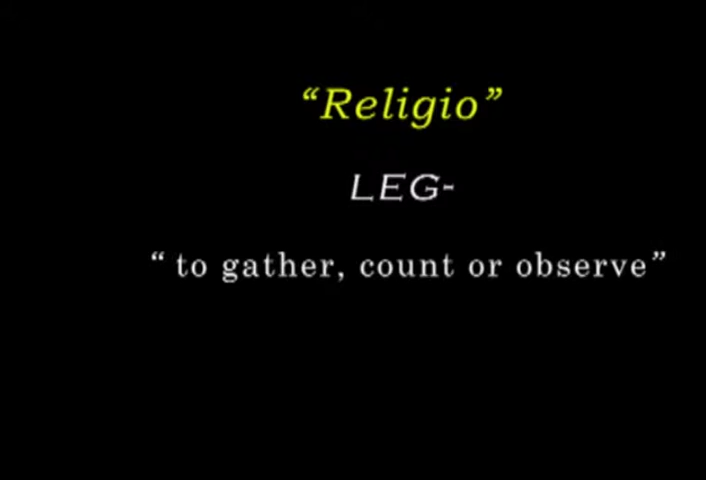 “Religio”
LEG-
“ to gather, count or observe”